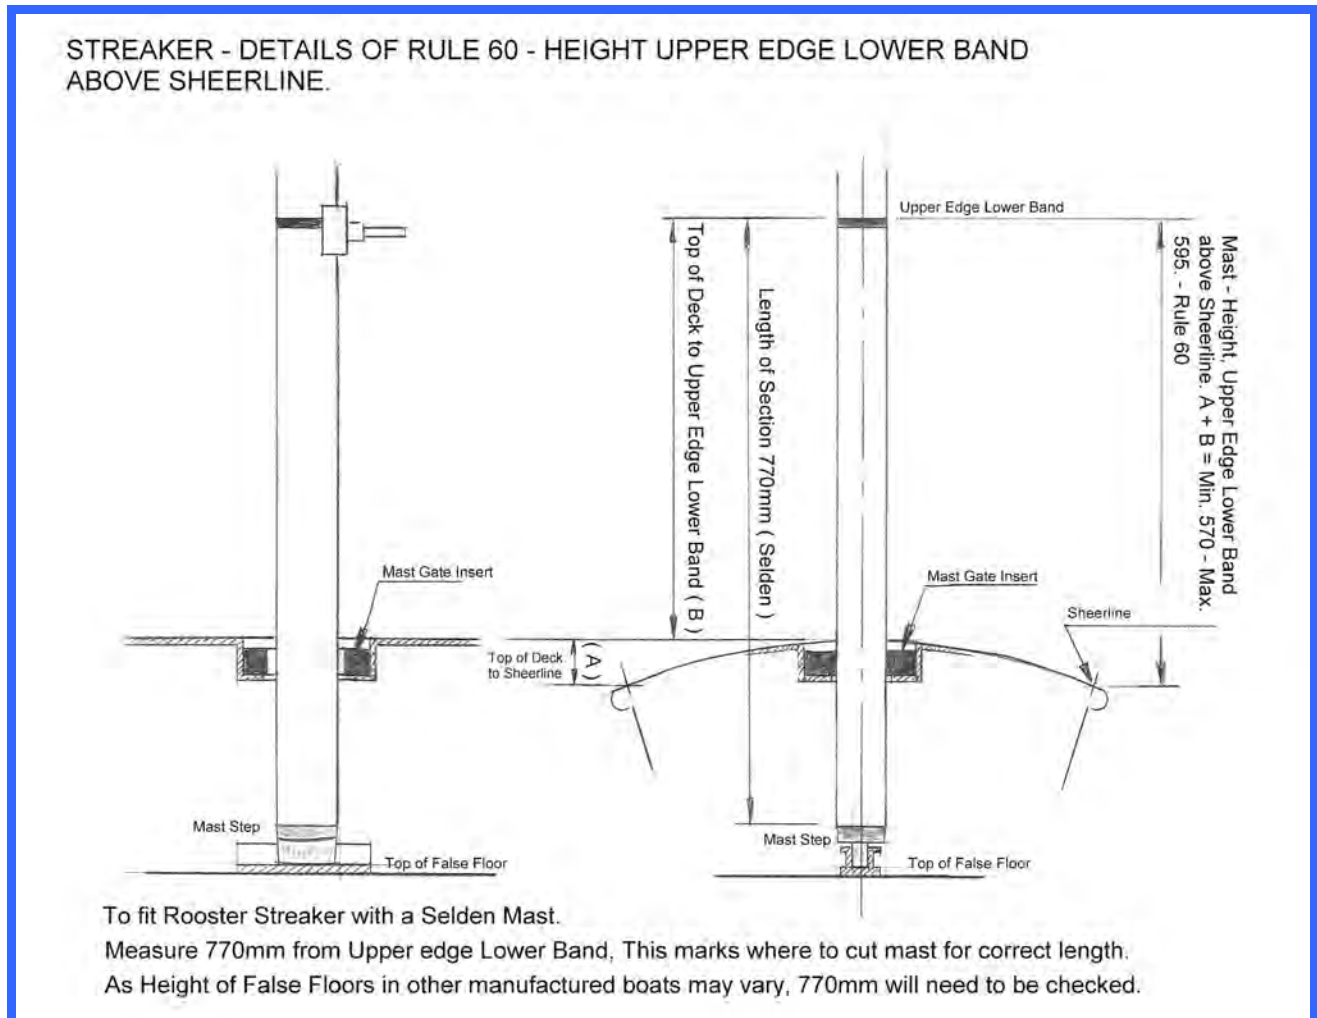 STREAKER - DETAILS OF RULE 60 - HEIGHT UPPER EDGE LOWER BAND
ABOVE SHEERLINE.
Upper Edge Lower Band
Top of Deck to Upper Edge Lower Band ( B )
Length of Section 770mm ( Selden )
Mast - Height, Upper Edge Lower Band
above Sheerline. A + B = Min. 570 - Max.
595. - Rule 60
Mast Gate Insert
Mast Gate Insert
Sheerline
Top of Deck
to Sheerline
( A )
Mast Step
Top of False Floor
Mast Step
Top of False Floor
To fit Rooster Streaker with a Selden Mast.
Measure 770mm from Upper edge Lower Band, This marks where to cut mast for correct length.
As Height of False Floors in other manufactured boats may vary, 770mm will need to be checked.